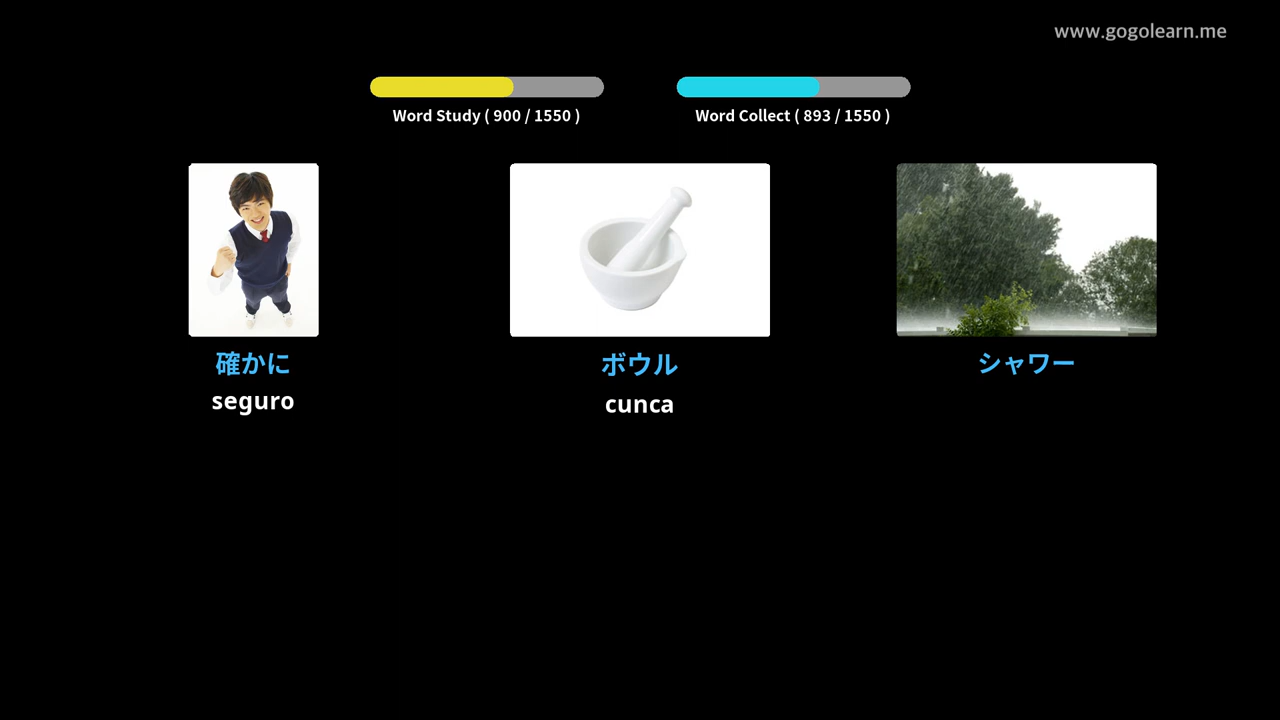 www.gogolearn.me
Word Study ( 900 / 1550 )
Word Collect ( 893 / 1550 )
確かに
seguro
ボウル
cunca
シャワー